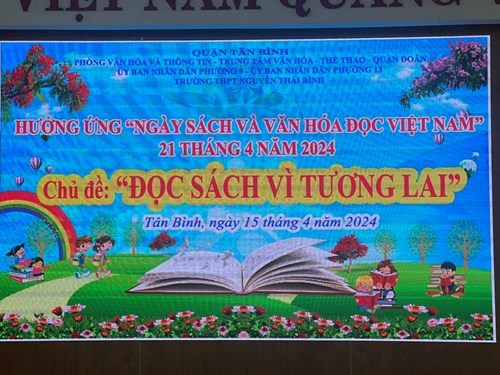 VIỆT NAM QUANG
QUẬN TÂN BÌNH
PHÒNG VĂN HÓA VÀ THÔNG TIN - TRUNG TÂM VĂN HÓA - THỂ THAO - QUẬN ĐOÀN
ỦY BAN NHÂN DÂN PHƯỜNG 9 - ỦY BAN NHÂN DÂN PHƯỜNG 13
TRƯỜNG THPT NGUYỄN THÁI BÌNH
HƯỞNG ỨNG "NGÀY SÁCH VÀ VĂN HÓA ĐỌC VIỆT NAM"
21 THÁNG 4 NĂM 2024
Chủ đề: "ĐỌC SÁCH VÌ TƯƠNG LAI"
Tân Bình, ngày 15 tháng 4 năm 2024